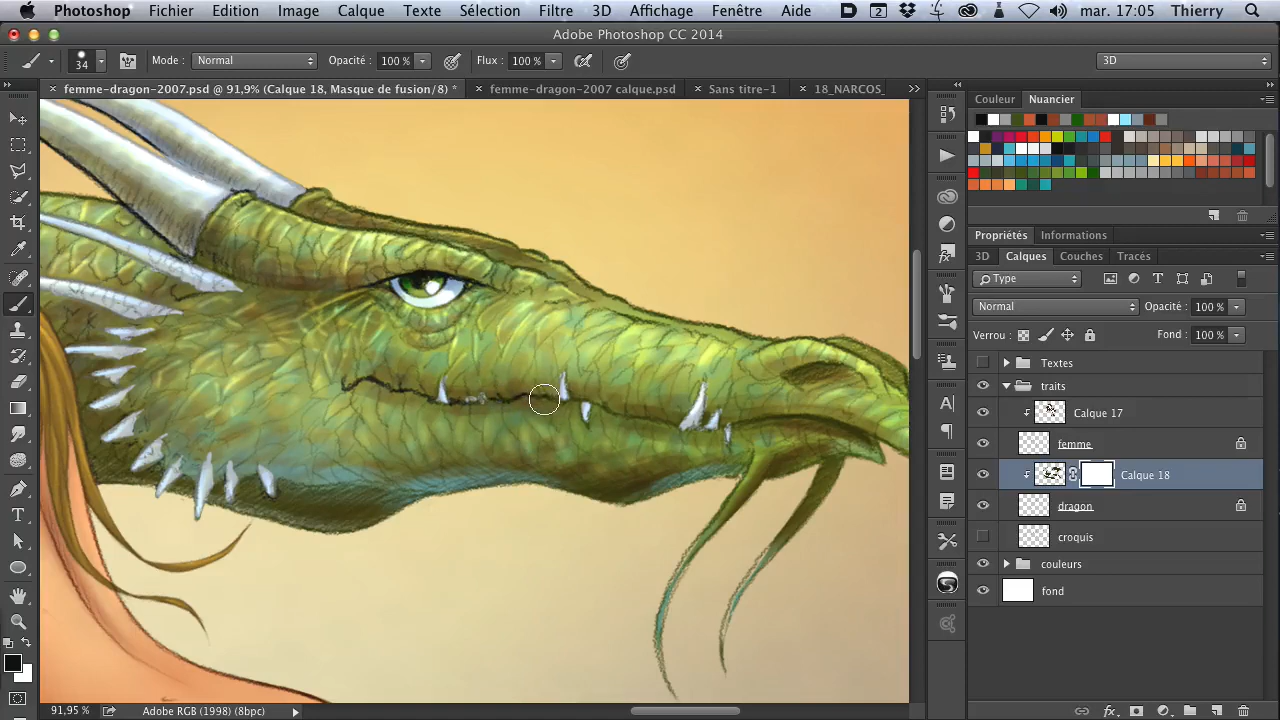 Photoshop Fichier Edition Image Calque Texte Sélection Filtre 3D Affichage Fenêtre Aide 2 mar. 17:05 Thierry
Adobe Photoshop CC 2014
34 Mode : Normal Opacité : 100 % Flux : 100 % 3D
× femme-dragon-2007.psd @ 91,9% (Calque 18, Masque de fusion/8) * × femme-dragon-2007 calque.psd × Sans titre-1 × 18_NARCOS_
Couleur Nuancier
Propriétés Informations
3D Calques Couches Tracés
Type
Normal Opacité : 100 %
Verrou : Fond : 100 %
Textes
traits
Calque 17
femme
Calque 18
dragon
croquis
couleurs
fond
91,95 % Adobe RGB (1998) (8bpc)